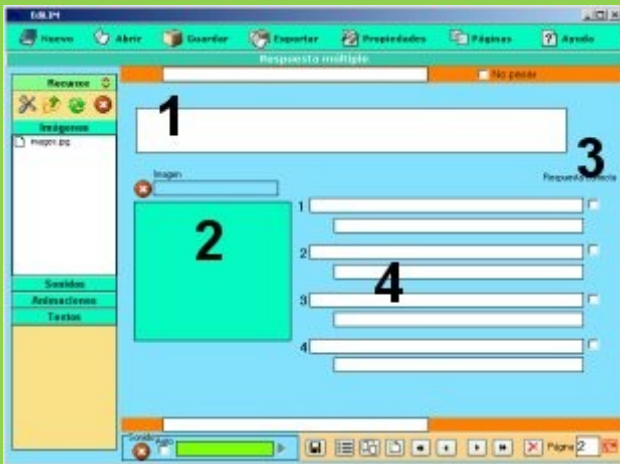 EdiLIM
Nuevo Abrir Guardar Exportar Propiedades Páginas Ayuda
Respuesta múltiple
Recursos
No pesar
Imágenes
imagen.jpg
1
3
Imagen
Respuesta correcta
2
1
2
4
3
4
Sonidos
Animaciones
Textos
Sonido
Auto
Página 2